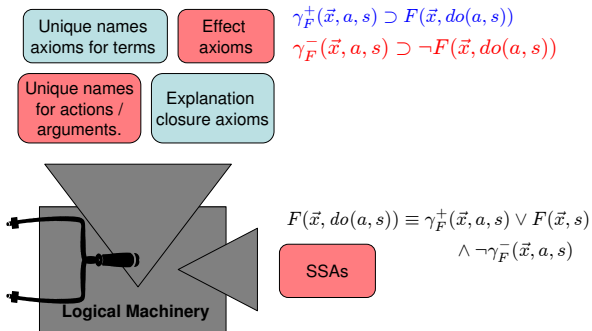 Unique names
axioms for terms
Effect
axioms
γ_F^+(x⃗, a, s) ⊃ F(x⃗, do(a, s))
γ_F^-(x⃗, a, s) ⊃ ¬F(x⃗, do(a, s))
Unique names
for actions /
arguments.
Explanation
closure axioms
F(x⃗, do(a, s)) ≡ γ_F^+(x⃗, a, s) ∨ F(x⃗, s)
∧ ¬γ_F^-(x⃗, a, s)
SSAs
Logical Machinery